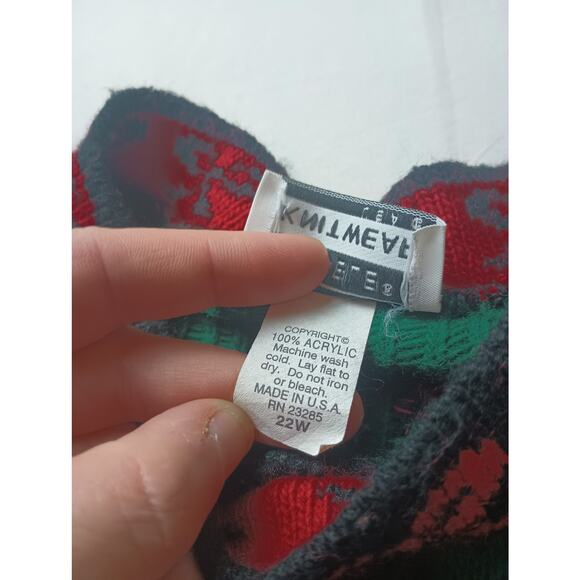 KNITWEAR
COPYRIGHT©
100% ACRYLIC
Machine wash
cold. Lay flat to
dry. Do not iron
or bleach.
MADE IN U.S.A.
RN 23285
22W